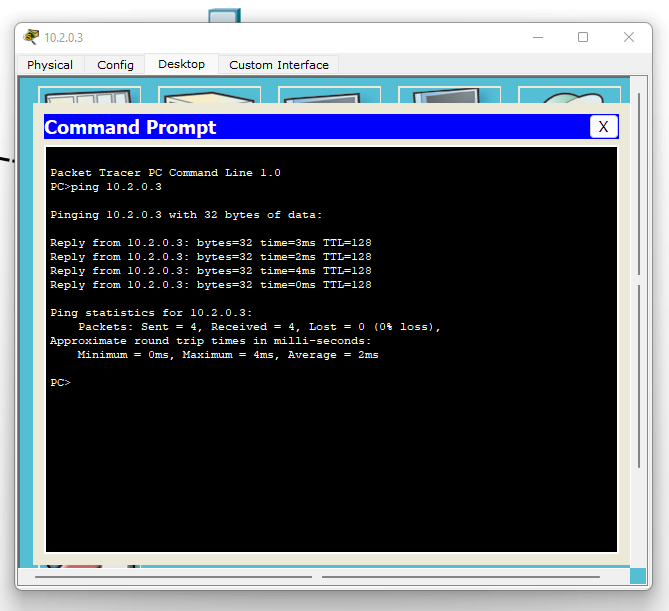 10.2.0.3
Physical Config Desktop Custom Interface
Command Prompt X
Packet Tracer PC Command Line 1.0
PC>ping 10.2.0.3
Pinging 10.2.0.3 with 32 bytes of data:
Reply from 10.2.0.3: bytes=32 time=3ms TTL=128
Reply from 10.2.0.3: bytes=32 time=2ms TTL=128
Reply from 10.2.0.3: bytes=32 time=4ms TTL=128
Reply from 10.2.0.3: bytes=32 time=0ms TTL=128
Ping statistics for 10.2.0.3:
Packets: Sent = 4, Received = 4, Lost = 0 (0% loss),
Approximate round trip times in milli-seconds:
Minimum = 0ms, Maximum = 4ms, Average = 2ms
PC>